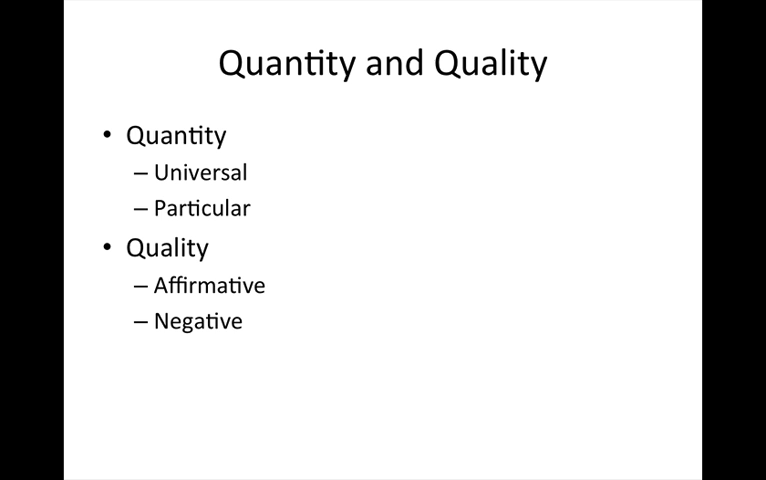 Quantity and Quality
• Quantity
– Universal
– Particular
• Quality
– Affirmative
– Negative